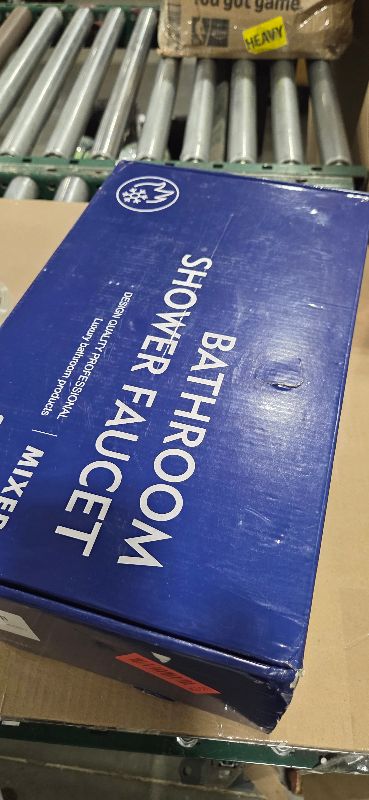 You got game.
HEAVY
BATHROOM
SHOWER FAUCET
DESIGN QUALITY PROFESSIONAL
Luxury bathroom products
MIXER